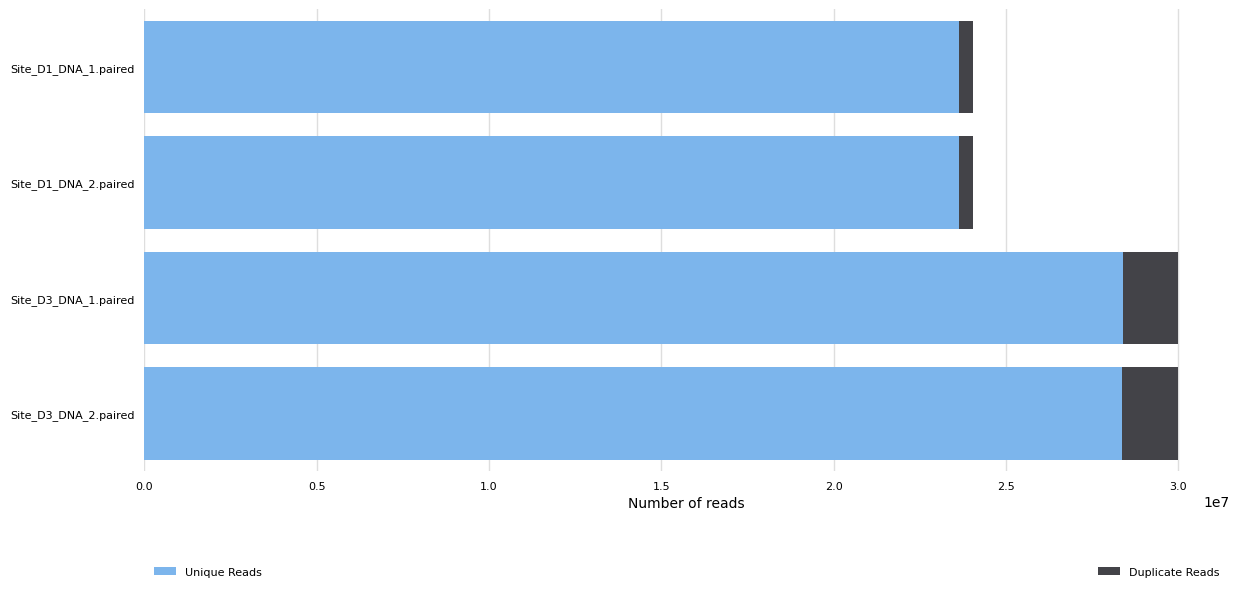 Site_D1_DNA_1.paired
Site_D1_DNA_2.paired
Site_D3_DNA_1.paired
Site_D3_DNA_2.paired
0.0 0.5 1.0 1.5 2.0 2.5 3.0
Number of reads
1e7
Unique Reads Duplicate Reads